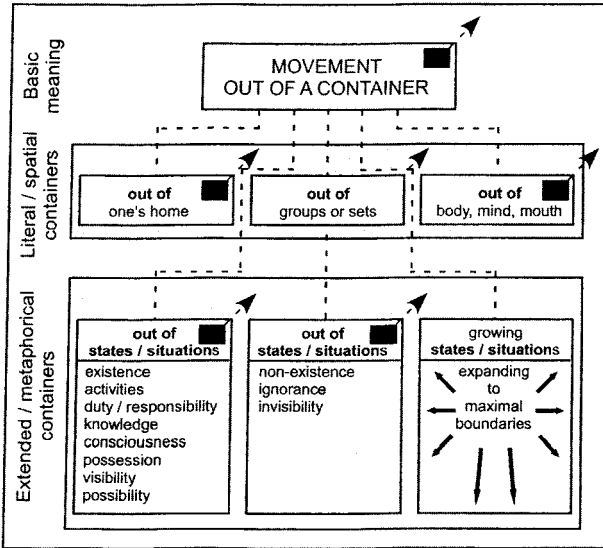 Basic
meaning
MOVEMENT
OUT OF A CONTAINER
Literal / spatial
containers
out of
one's home
out of
groups or sets
out of
body, mind, mouth
Extended / metaphorical
containers
out of
states / situations
existence
activities
duty / responsibility
knowledge
consciousness
possession
visibility
possibility
out of
states / situations
non-existence
ignorance
invisibility
growing
states / situations
expanding
to
maximal
boundaries